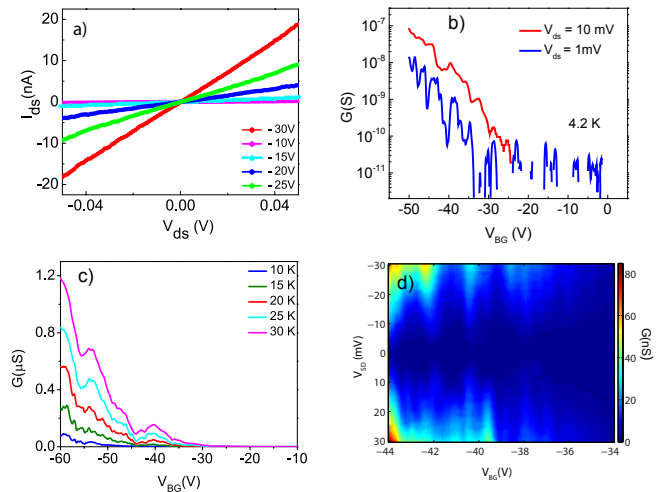 a)
I_ds(nA)
20
10
0
-10
-20
-0.04
0.00
0.04
V_ds (V)
- 30V
- 10V
- 15V
- 20V
- 25V
b)
G(S)
10^-7
10^-8
10^-9
10^-10
10^-11
V_ds = 10 mV
V_ds = 1mV
4.2 K
-50
-40
-30
-20
-10
0
V_BG (V)
c)
G(μS)
1.2
0.8
0.4
0.0
10 K
15 K
20 K
25 K
30 K
-60
-50
-40
-30
-20
-10
V_BG(V)
d)
V_SD (mV)
-30
-20
-10
0
10
20
30
-44
-42
-40
-38
-36
-34
V_BG(V)
80
60
40
20
0
G(nS)